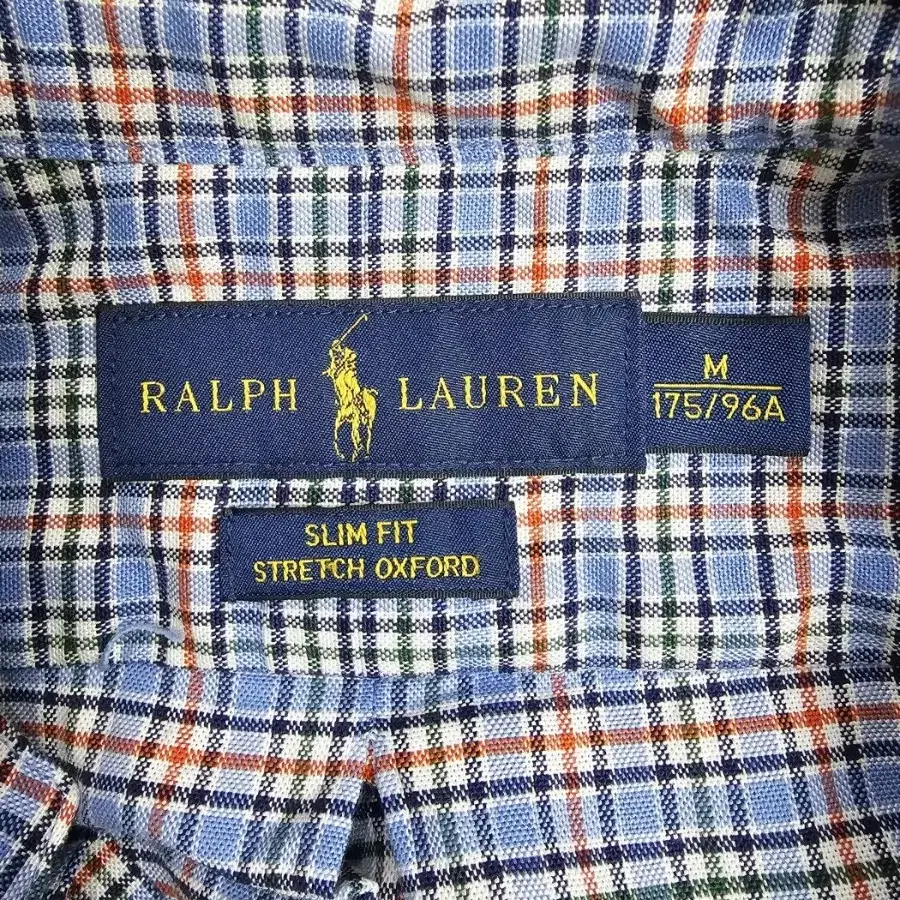 RALPH LAUREN
M
175/96A
SLIM FIT
STRETCH OXFORD